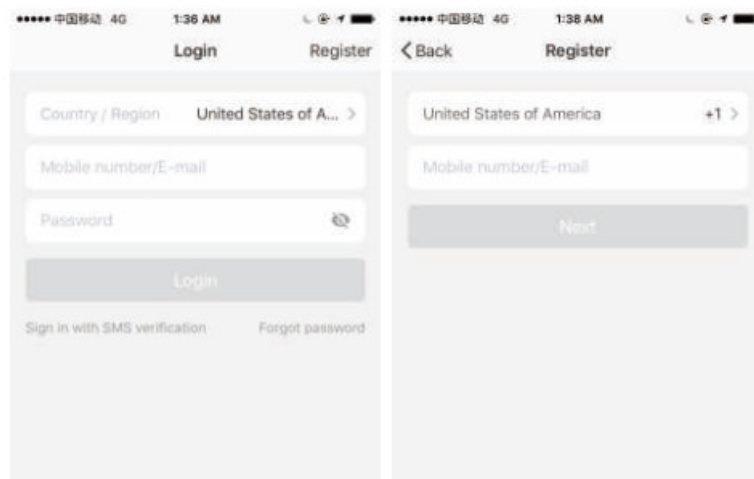 中国移动 4G 1:36 AM
Login Register
Country / Region United States of A...
Mobile number/E-mail
Password
Login
Sign in with SMS verification Forgot password
中国移动 4G 1:38 AM
Back Register
United States of America +1
Mobile number/E-mail
Next